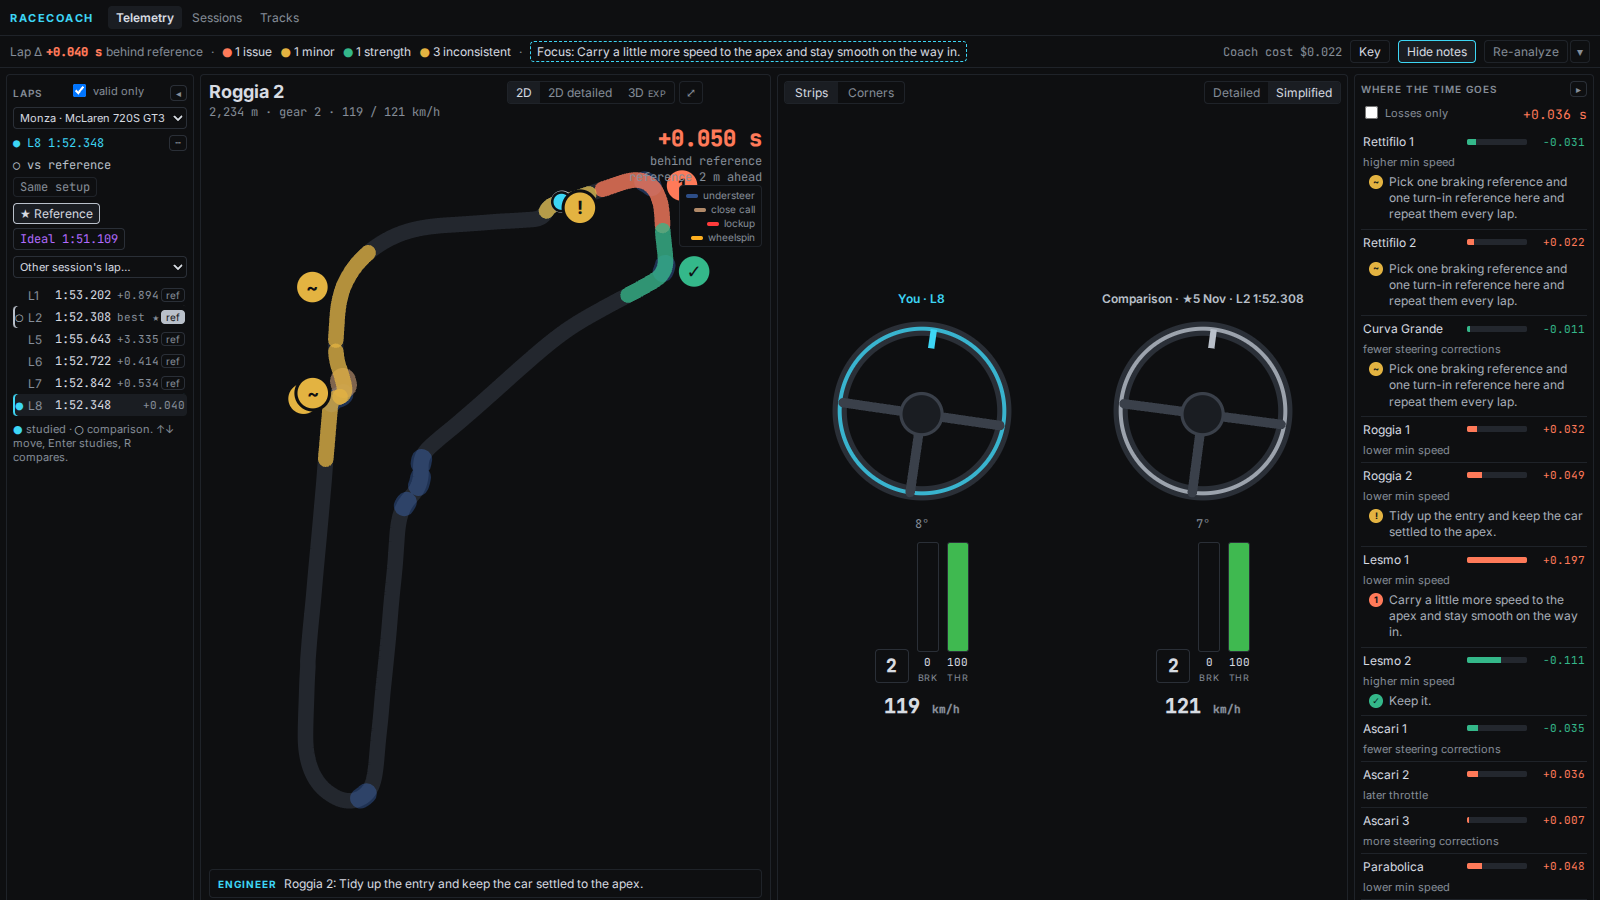 RACECOACH Telemetry Sessions Tracks
Lap Δ +0.040 s behind reference · 1 issue 1 minor 1 strength 3 inconsistent · Focus: Carry a little more speed to the apex and stay smooth on the way in. Coach cost $0.022 Key Hide notes Re-analyze ▾
LAPS valid only ◂
Monza · McLaren 720S GT3
L8 1:52.348 −
vs reference
Same setup
★ Reference
Ideal 1:51.109
Other session's lap...
L1 1:53.202 +0.894 ref
L2 1:52.308 best ★ ref
L5 1:55.643 +3.335 ref
L6 1:52.722 +0.414 ref
L7 1:52.842 +0.534 ref
L8 1:52.348 +0.040
● studied · ○ comparison. ↑↓
move, Enter studies, R
compares.
Roggia 2
2,234 m · gear 2 · 119 / 121 km/h
2D 2D detailed 3D EXP ⤢
+0.050 s
behind reference
reference 2 m ahead
understeer
close call
lockup
wheelspin
!
✓
~
~
ENGINEER Roggia 2: Tidy up the entry and keep the car settled to the apex.
Strips Corners Detailed Simplified
You · L8
8°
2 0 100
BRK THR
119 km/h
Comparison · ★5 Nov · L2 1:52.308
7°
2 0 100
BRK THR
121 km/h
WHERE THE TIME GOES ▸
Losses only +0.036 s
Rettifilo 1 -0.031
higher min speed
~ Pick one braking reference and
one turn-in reference here and
repeat them every lap.
Rettifilo 2 +0.022
~ Pick one braking reference and
one turn-in reference here and
repeat them every lap.
Curva Grande -0.011
fewer steering corrections
~ Pick one braking reference and
one turn-in reference here and
repeat them every lap.
Roggia 1 +0.032
lower min speed
Roggia 2 +0.049
lower min speed
! Tidy up the entry and keep the car
settled to the apex.
Lesmo 1 +0.197
lower min speed
1 Carry a little more speed to the
apex and stay smooth on the way
in.
Lesmo 2 -0.111
higher min speed
✓ Keep it.
Ascari 1 -0.035
fewer steering corrections
Ascari 2 +0.036
later throttle
Ascari 3 +0.007
more steering corrections
Parabolica +0.048
lower min speed